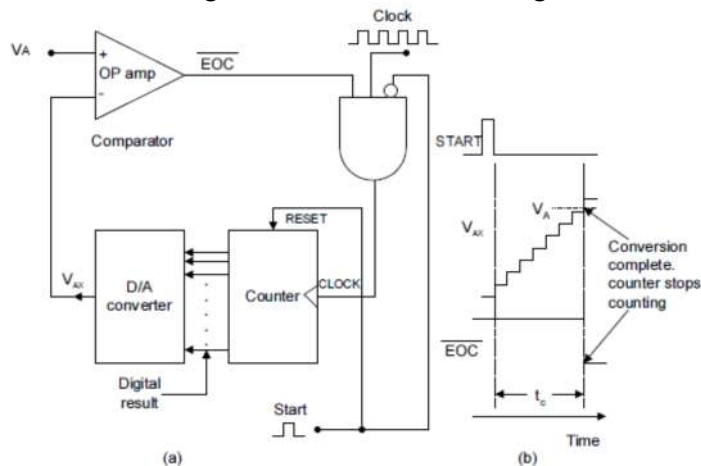 Clock
VA
+
OP amp
-
EOC
Comparator
RESET
VAX
D/A
converter
Counter
CLOCK
Digital
result
Start
(a)
START
VA
VAX
Conversion
complete.
counter stops
counting
EOC
tc
Time
(b)